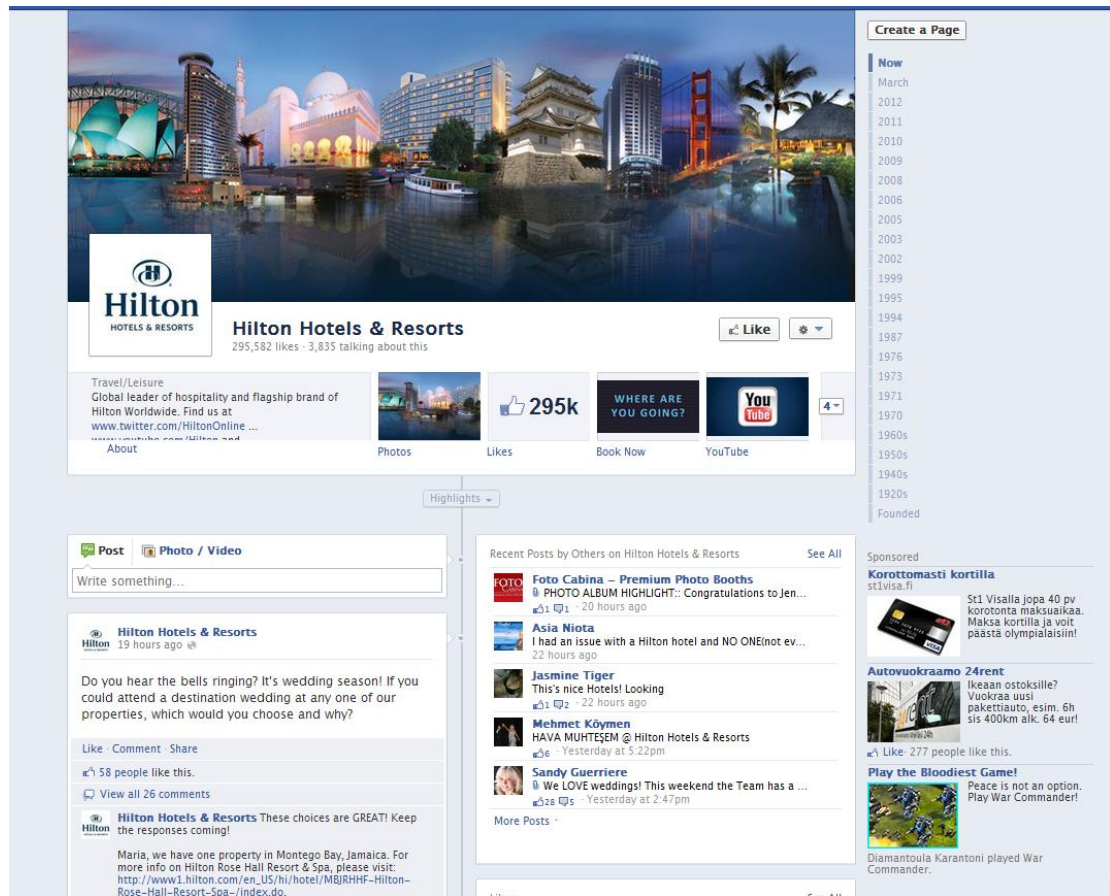 Create a Page
Now
March
2012
2011
2010
2009
2008
2006
2005
2003
2002
1999
1995
1994
1987
1976
1973
1971
1970
1960s
1950s
1940s
1920s
Founded
Hilton
HOTELS & RESORTS
Hilton Hotels & Resorts
295,582 likes · 3,835 talking about this
Like
Travel/Leisure
Global leader of hospitality and flagship brand of
Hilton Worldwide. Find us at
www.twitter.com/HiltonOnline ...
www.youtube.com/Hilton and
About
295k
WHERE ARE
YOU GOING?
You
Tube
4
Photos
Likes
Book Now
YouTube
Highlights
Post
Photo / Video
Write something...
Hilton
Hilton Hotels & Resorts
19 hours ago
Do you hear the bells ringing? It's wedding season! If you
could attend a destination wedding at any one of our
properties, which would you choose and why?
Like · Comment · Share
58 people like this.
View all 26 comments
Hilton
Hilton Hotels & Resorts These choices are GREAT! Keep
the responses coming!
Maria, we have one property in Montego Bay, Jamaica. For
more info on Hilton Rose Hall Resort & Spa, please visit:
http://www1.hilton.com/en_US/hi/hotel/MBJRHHF-Hilton-
Rose-Hall-Resort-Spa-/index.do.
Recent Posts by Others on Hilton Hotels & Resorts
See All
FOTO
Foto Cabina – Premium Photo Booths
PHOTO ALBUM HIGHLIGHT:: Congratulations to Jen...
1 1 · 20 hours ago
Asia Niota
I had an issue with a Hilton hotel and NO ONE(not ev...
22 hours ago
Jasmine Tiger
This's nice Hotels! Looking
1 2 · 22 hours ago
Mehmet Köymen
HAVA MUHTEŞEM @ Hilton Hotels & Resorts
6 · Yesterday at 5:22pm
Sandy Guerriere
We LOVE weddings! This weekend the Team has a ...
28 5 · Yesterday at 2:47pm
More Posts
Likes
See All
Sponsored
Korottomasti kortilla
st1visa.fi
St1 Visalla jopa 40 pv
korotonta maksuaikaa.
Maksa kortilla ja voit
päästä olympialaisiin!
VISA
Autovuokraamo 24rent
Ikeaan ostoksille?
Vuokraa uusi
pakettiauto, esim. 6h
sis 400km alk. 64 eur!
Like · 277 people like this.
Play the Bloodiest Game!
Peace is not an option.
Play War Commander!
Diamantoula Karantoni played War
Commander.